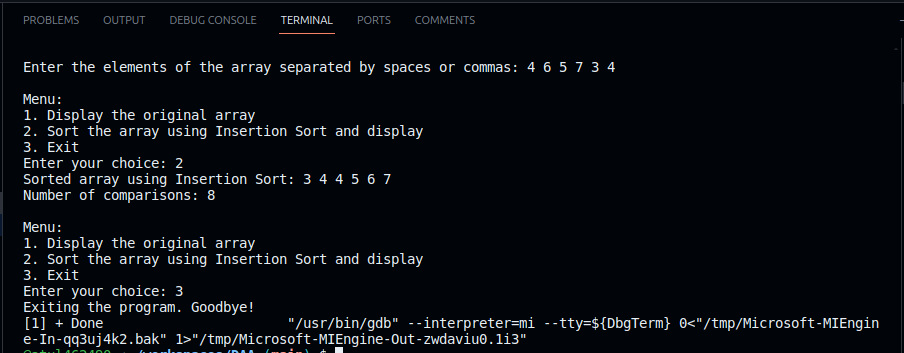 PROBLEMS OUTPUT DEBUG CONSOLE TERMINAL PORTS COMMENTS
Enter the elements of the array separated by spaces or commas: 4 6 5 7 3 4
Menu:
1. Display the original array
2. Sort the array using Insertion Sort and display
3. Exit
Enter your choice: 2
Sorted array using Insertion Sort: 3 4 4 5 6 7
Number of comparisons: 8
Menu:
1. Display the original array
2. Sort the array using Insertion Sort and display
3. Exit
Enter your choice: 3
Exiting the program. Goodbye!
[1] + Done "/usr/bin/gdb" --interpreter=mi --tty=${DbgTerm} 0<"/tmp/Microsoft-MIEngin
e-In-qq3uj4k2.bak" 1>"/tmp/Microsoft-MIEngine-Out-zwdaviu0.1i3"
(main) $